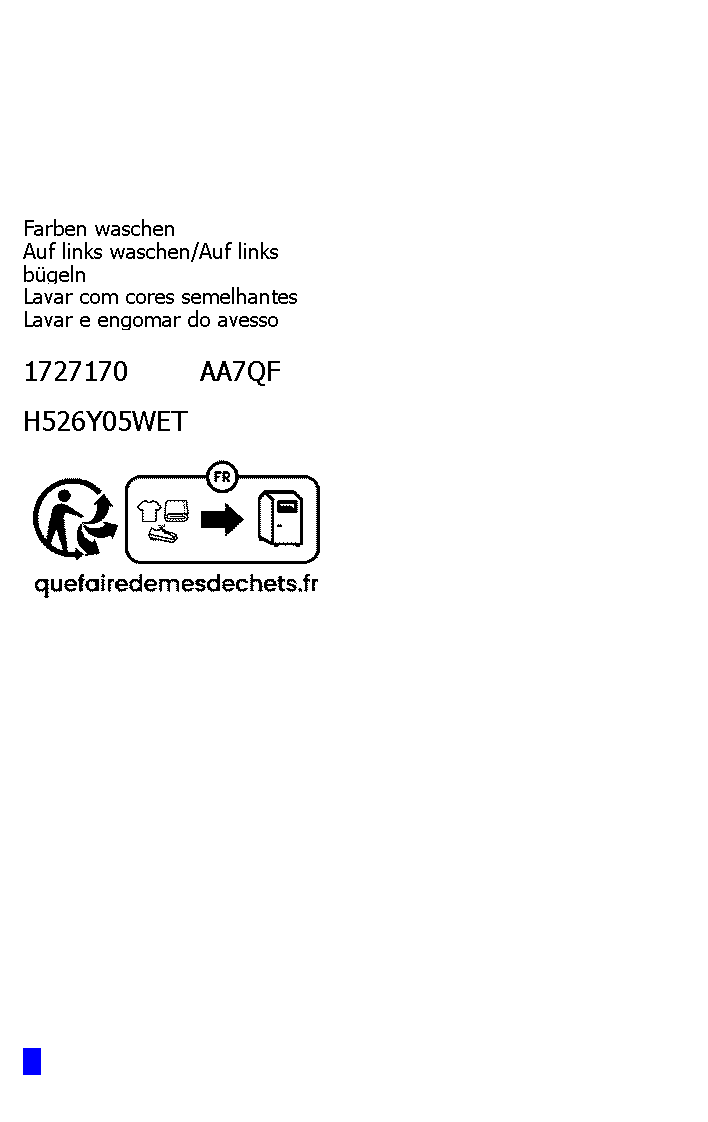 Farben waschen
Auf links waschen/Auf links
bügeln
Lavar com cores semelhantes
Lavar e engomar do avesso
1727170 AA7QF
H526Y05WET
FR
quefairedemesdechets.fr